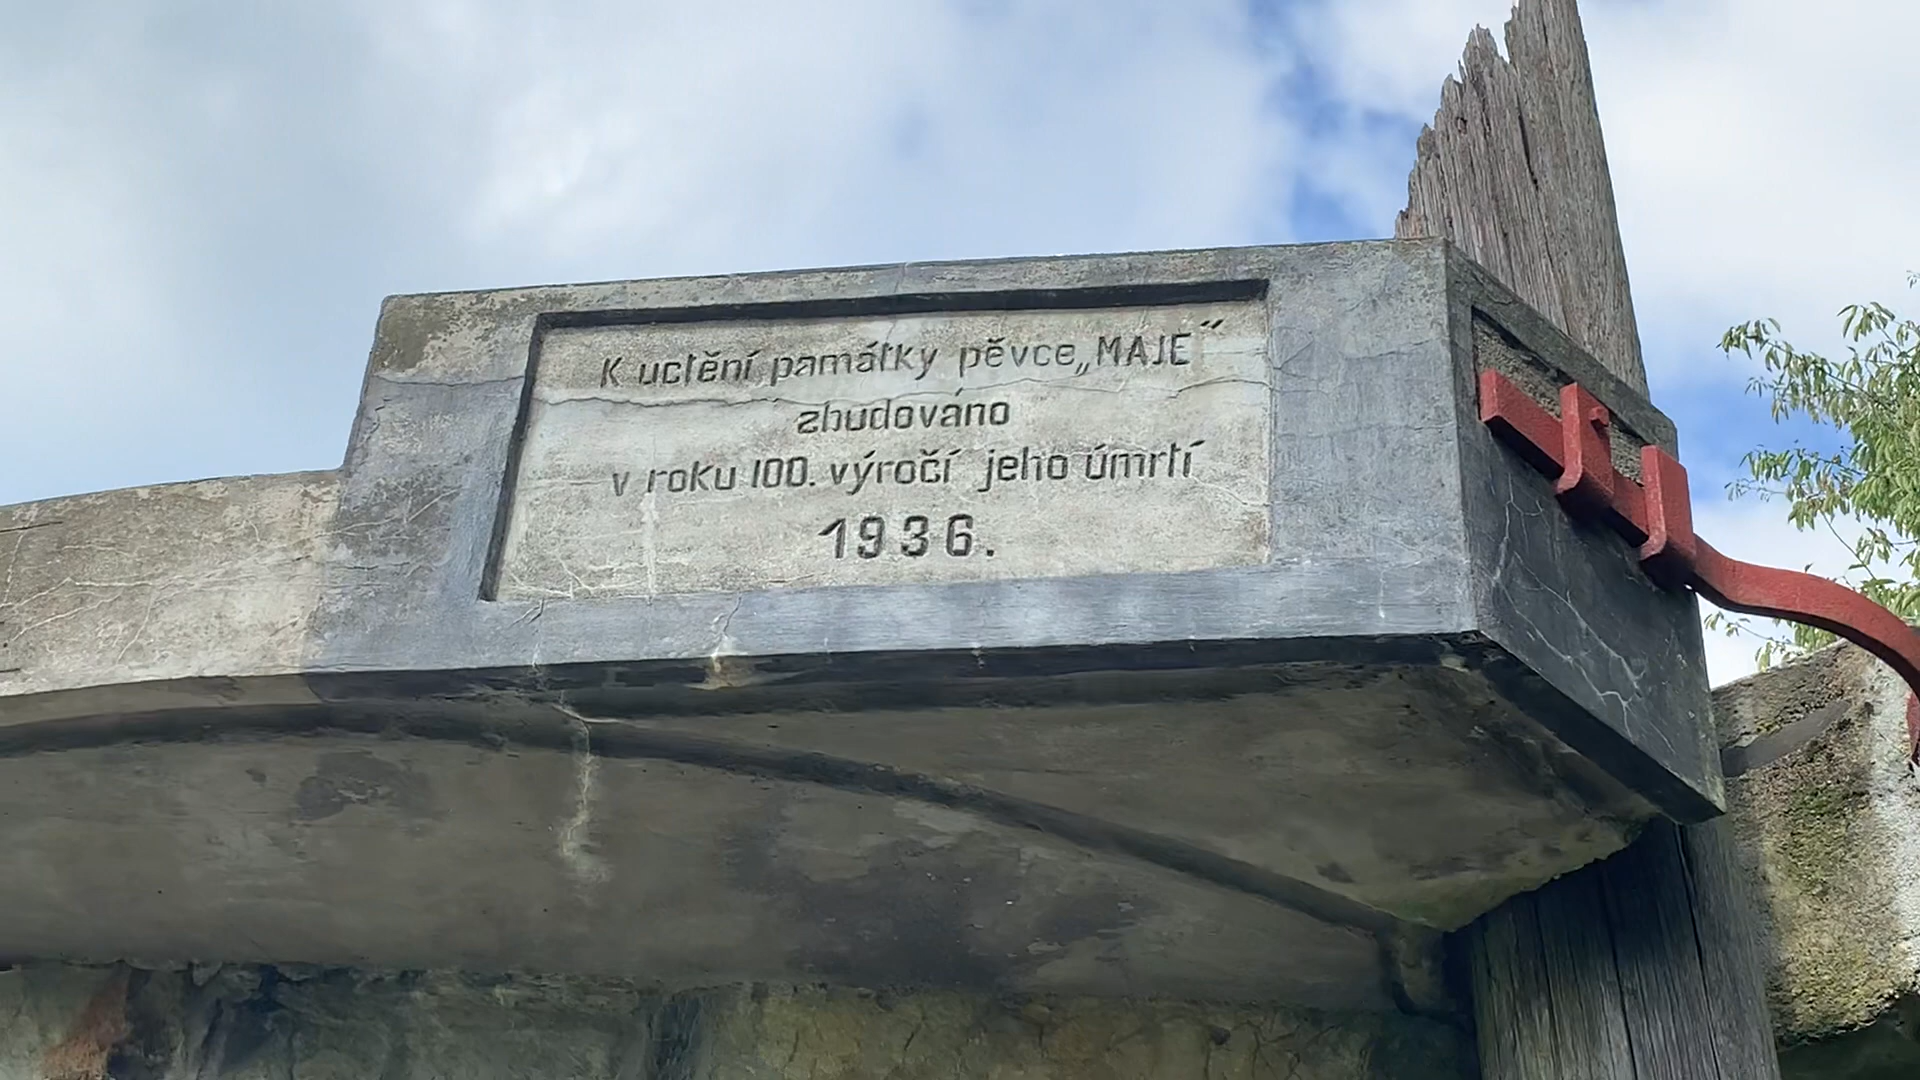 K uctění památky pěvce „MAJE“
zbudováno
v roku 100. výročí jeho úmrtí
1936.